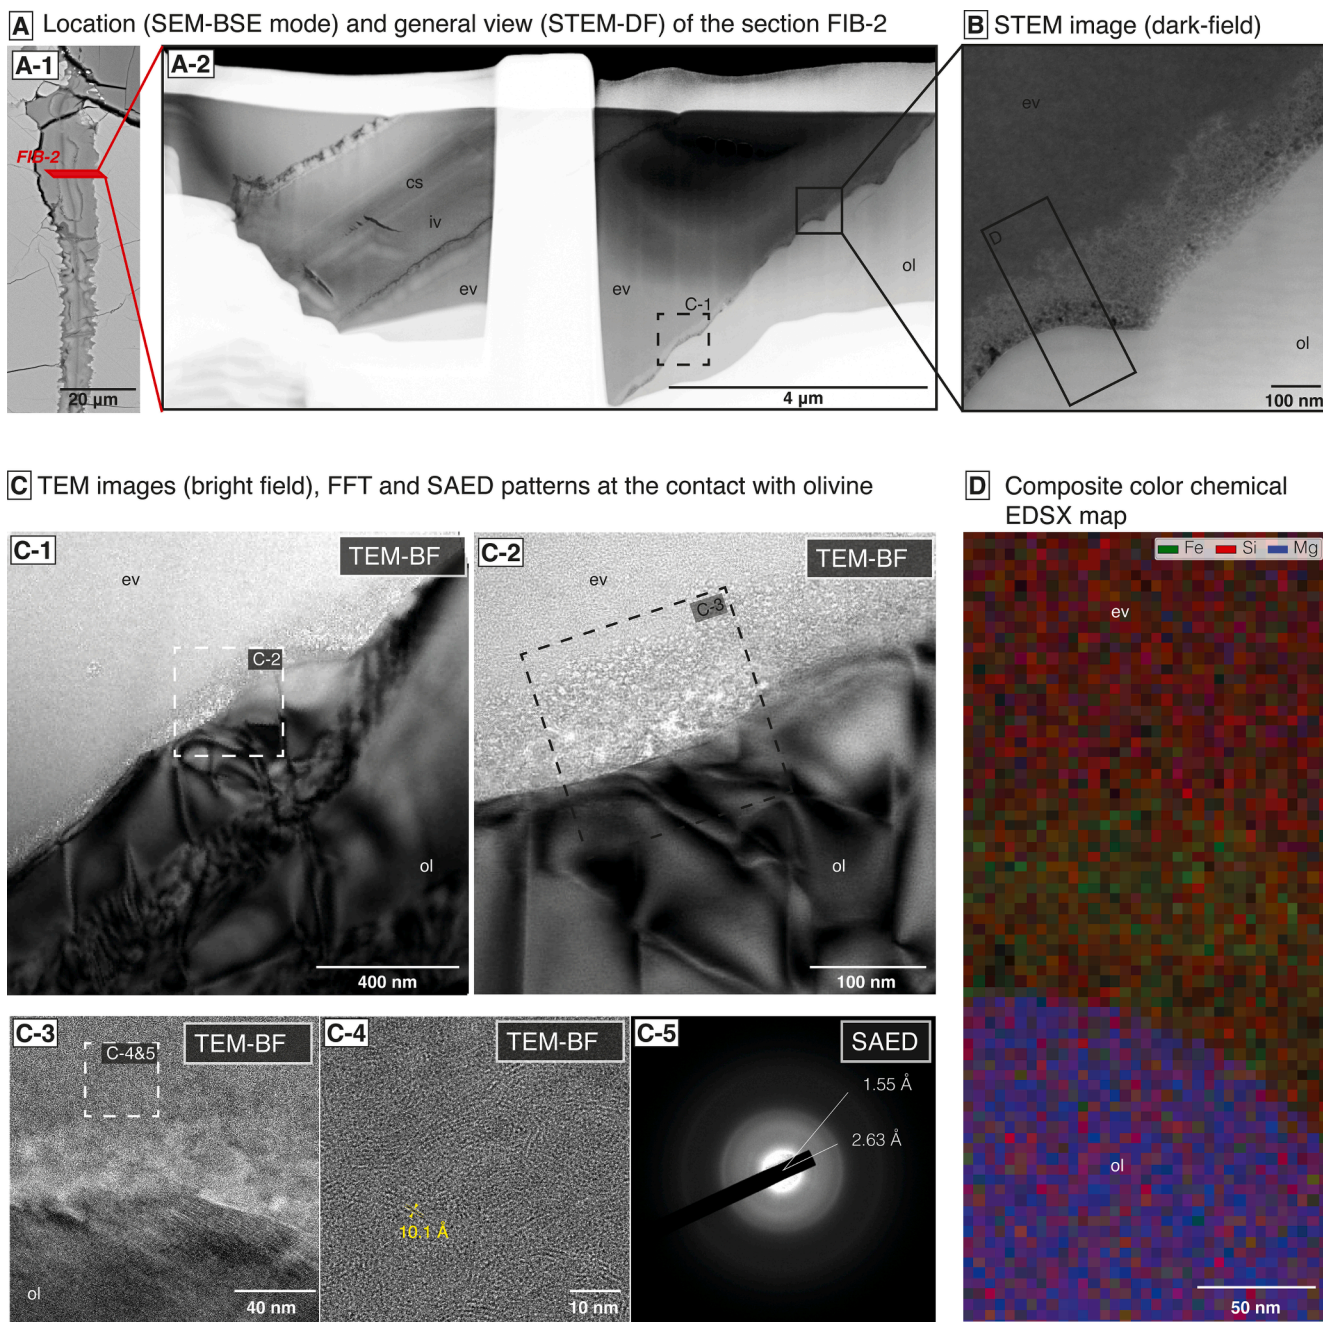 A Location (SEM-BSE mode) and general view (STEM-DF) of the section FIB-2
A-1
FIB-2
20 µm
A-2
cs
iv
ev
ev
C-1
ol
4 µm
B STEM image (dark-field)
ev
D
ol
100 nm
C TEM images (bright field), FFT and SAED patterns at the contact with olivine
C-1
TEM-BF
ev
C-2
ol
400 nm
C-2
TEM-BF
ev
C-3
ol
100 nm
C-3
TEM-BF
C-4&5
ol
40 nm
C-4
TEM-BF
10.1 Å
10 nm
C-5
SAED
1.55 Å
2.63 Å
D Composite color chemical
EDSX map
Fe Si Mg
ev
ol
50 nm